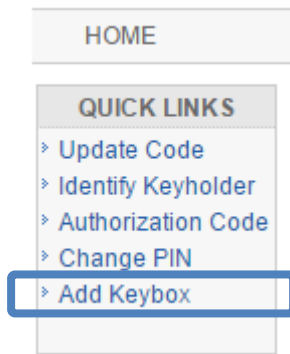 HOME
QUICK LINKS
Update Code
Identify Keyholder
Authorization Code
Change PIN
Add Keybox